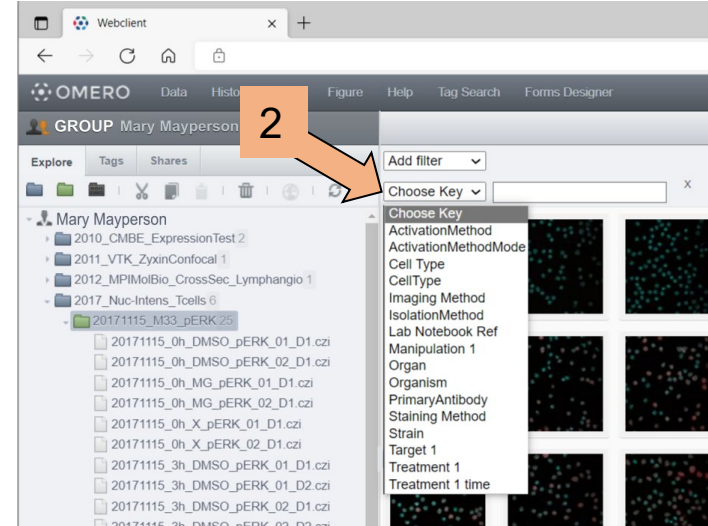 Webclient
OMERO Data Histo Figure Help Tag Search Forms Designer
GROUP Mary Mayperson
2
Explore Tags Shares
Add filter
Choose Key
x
Mary Mayperson
2010_CMBE_ExpressionTest 2
2011_VTK_ZyxinConfocal 1
2012_MPIMolBio_CrossSec_Lymphangio 1
2017_Nuc-Intens_Tcells 6
20171115_M33_pERK 25
20171115_0h_DMSO_pERK_01_D1.czi
20171115_0h_DMSO_pERK_02_D1.czi
20171115_0h_MG_pERK_01_D1.czi
20171115_0h_MG_pERK_02_D1.czi
20171115_0h_X_pERK_01_D1.czi
20171115_0h_X_pERK_02_D1.czi
20171115_3h_DMSO_pERK_01_D1.czi
20171115_3h_DMSO_pERK_01_D2.czi
20171115_3h_DMSO_pERK_02_D1.czi
20171115_3h_DMSO_pERK_02_D2.czi
Choose Key
ActivationMethod
ActivationMethodMode
Cell Type
CellType
Imaging Method
IsolationMethod
Lab Notebook Ref
Manipulation 1
Organ
Organism
PrimaryAntibody
Staining Method
Strain
Target 1
Treatment 1
Treatment 1 time